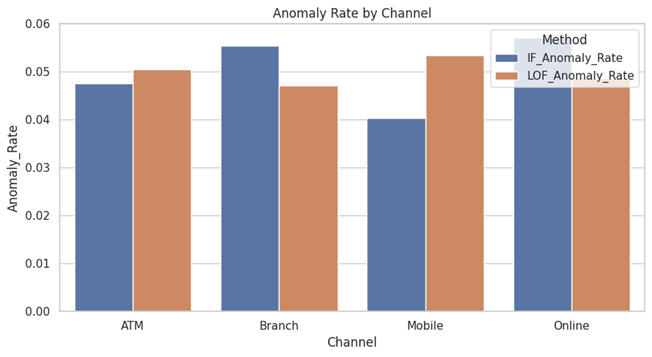 Anomaly Rate by Channel
Method
IF_Anomaly_Rate
LOF_Anomaly_Rate
Anomaly_Rate
0.06
0.05
0.04
0.03
0.02
0.01
0.00
ATM Branch Mobile Online
Channel